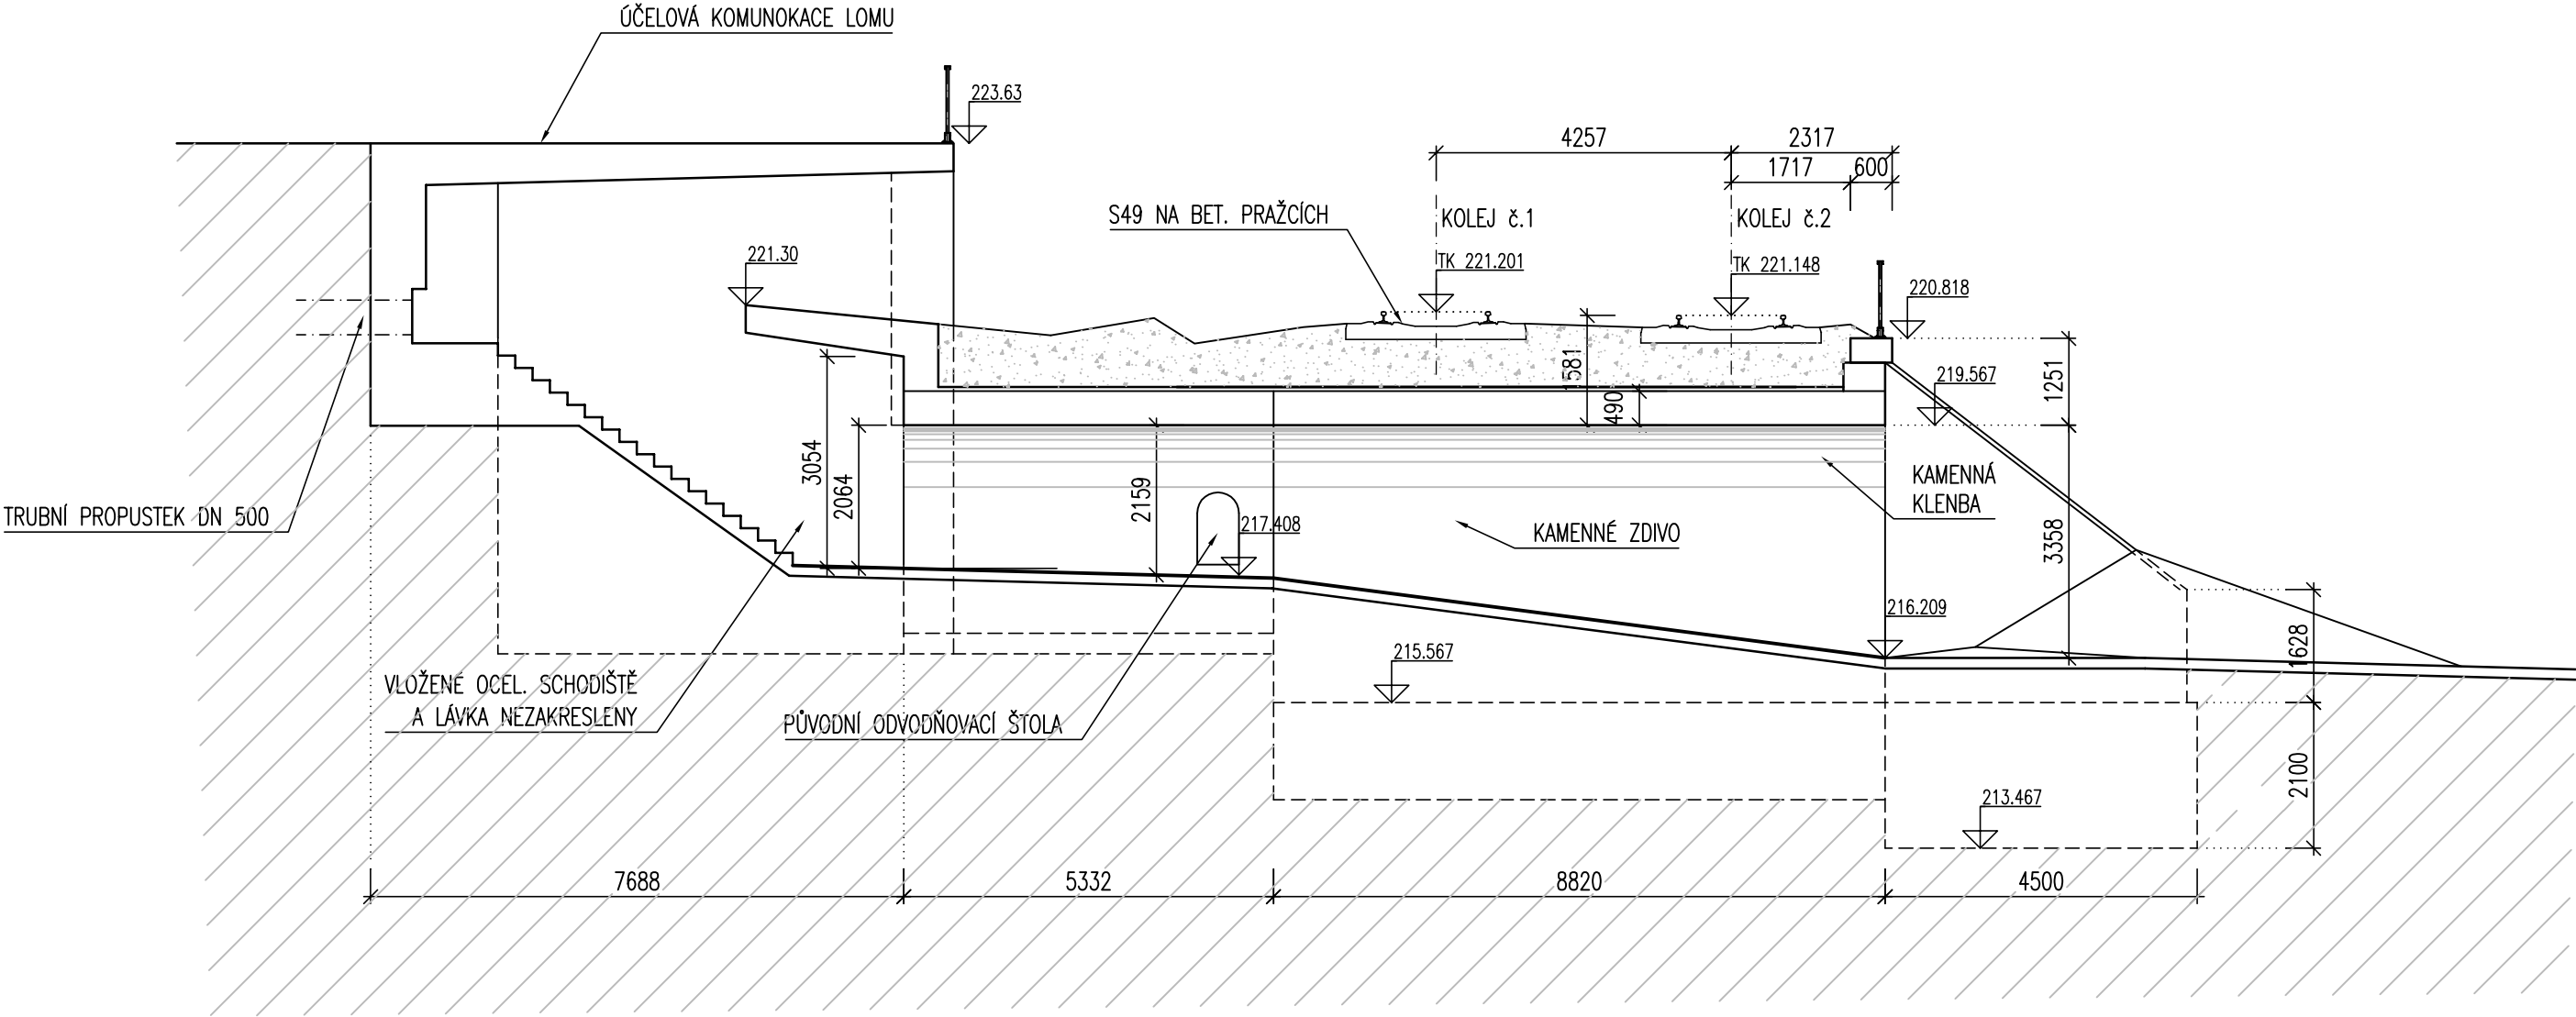 ÚČELOVÁ KOMUNOKACE LOMU
223.63
4257
2317
1717
600
S49 NA BET. PRAŽCÍCH
KOLEJ č.1
KOLEJ č.2
221.30
TK 221.201
TK 221.148
220.818
1581
490
219.567
1251
3054
2064
2159
KAMENNÁ
KLENBA
TRUBNÍ PROPUSTEK DN 500
217.408
KAMENNÉ ZDIVO
3358
216.209
215.567
1628
VLOŽENÉ OCEL. SCHODIŠTĚ
A LÁVKA NEZAKRESLENY
PŮVODNÍ ODVODŇOVACÍ ŠTOLA
2100
213.467
7688
5332
8820
4500